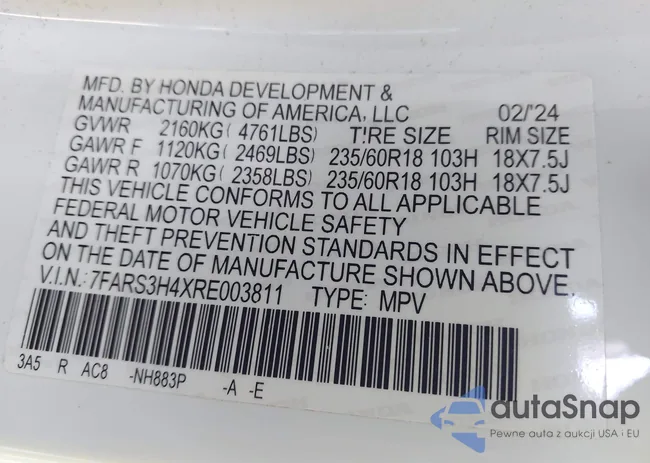 MFD. BY HONDA DEVELOPMENT &
MANUFACTURING OF AMERICA, LLC 02/'24
GVWR 2160KG( 4761LBS) TIRE SIZE RIM SIZE
GAWR F 1120KG( 2469LBS) 235/60R18 103H 18X7.5J
GAWR R 1070KG( 2358LBS) 235/60R18 103H 18X7.5J
THIS VEHICLE CONFORMS TO ALL APPLICABLE
FEDERAL MOTOR VEHICLE SAFETY
AND THEFT PREVENTION STANDARDS IN EFFECT
ON THE DATE OF MANUFACTURE SHOWN ABOVE.
V.I.N.:7FARS3H4XRE003811 TYPE: MPV
3A5 R AC8 -NH883P -A -E
autaSnap
Pewne auta z aukcji USA i EU